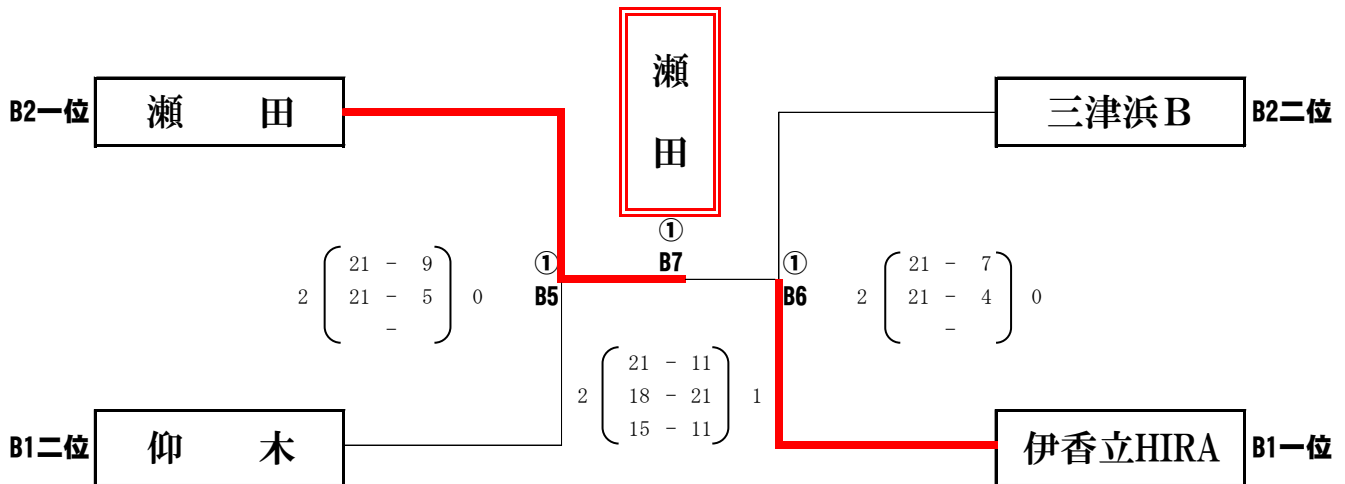 瀬
田
B2一位
瀬 田
三津浜B
B2二位
①
B7
2
21 - 9
21 - 5
-
0
①
B5
①
B6
2
21 - 7
21 - 4
-
0
2
21 - 11
18 - 21
15 - 11
1
B1二位
仰 木
伊香立HIRA
B1一位